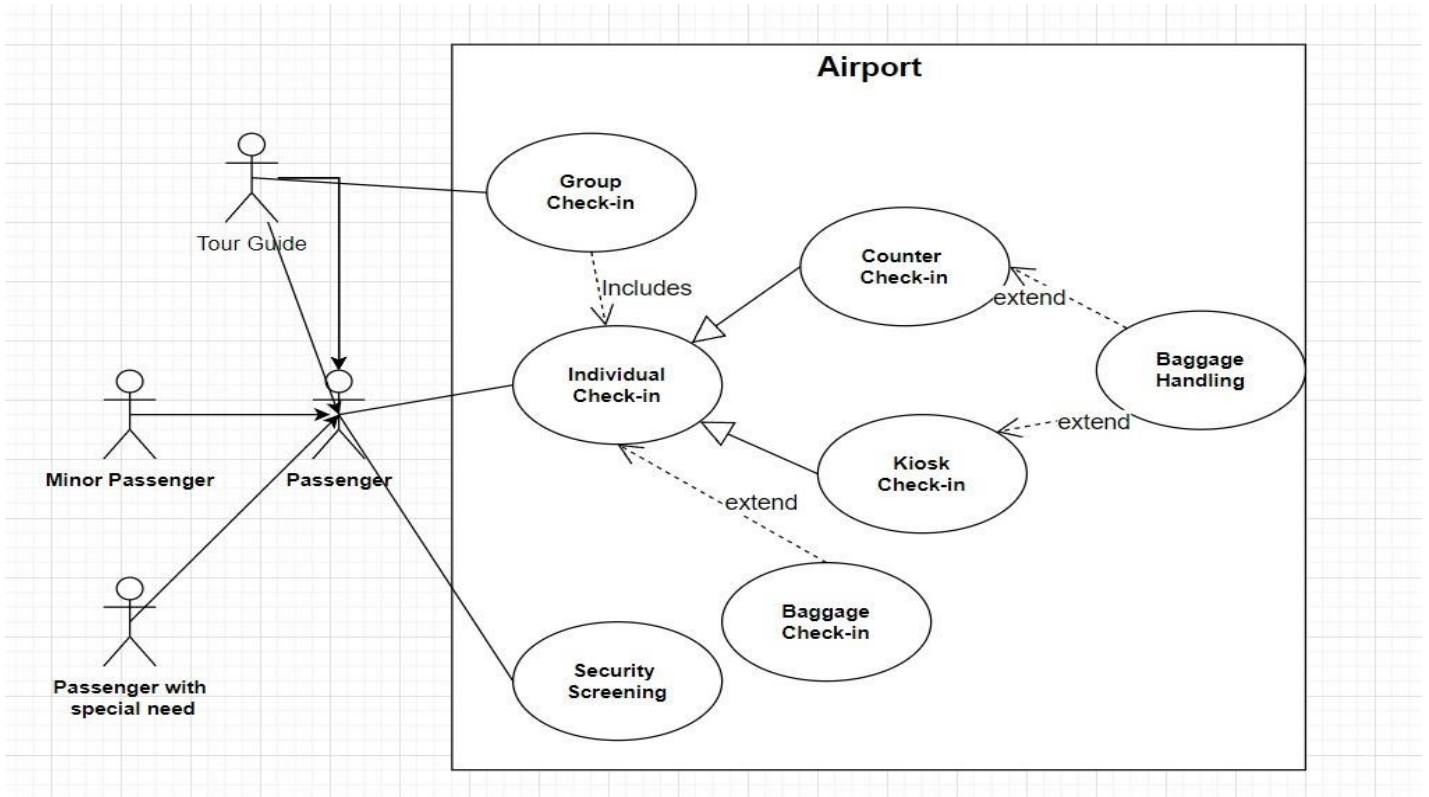 Airport
Group
Check-in
Tour Guide
Counter
Check-in
Includes
extend
Individual
Check-in
Baggage
Handling
extend
Minor Passenger
Passenger
Kiosk
Check-in
extend
Baggage
Check-in
Security
Screening
Passenger with
special need